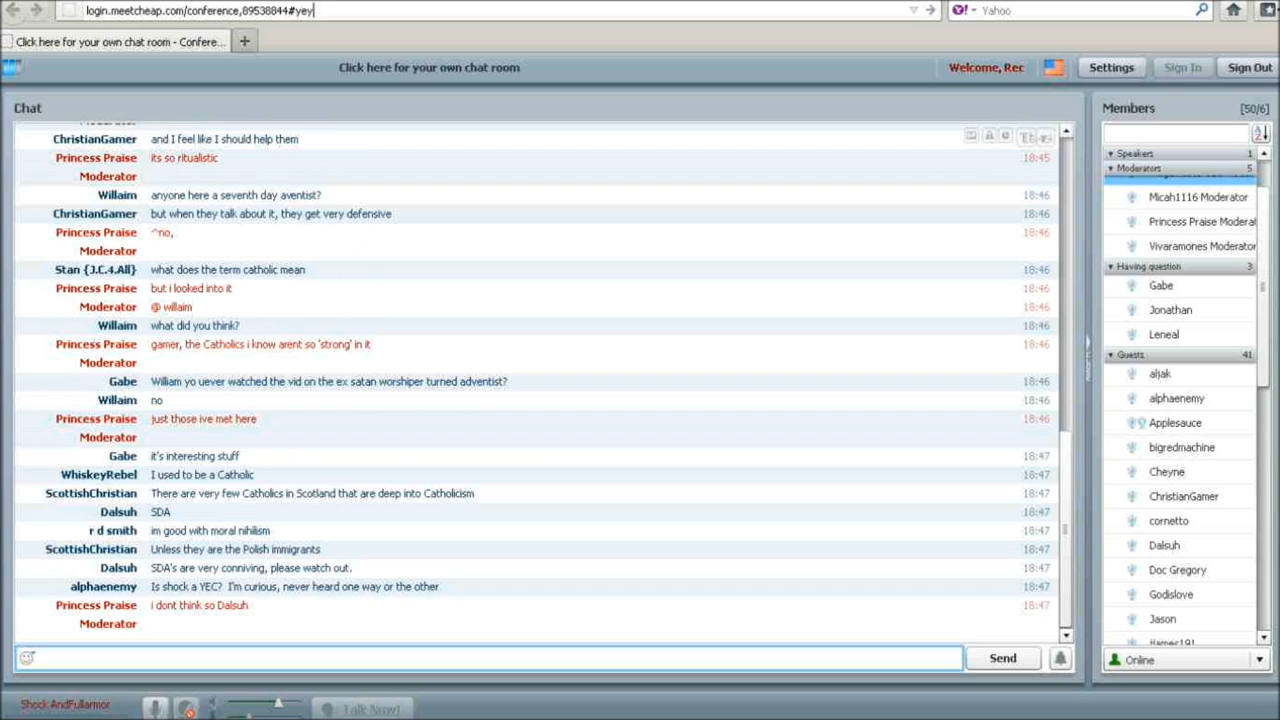 login.meetcheap.com/conference,89538844#yey
Y! Yahoo
Click here for your own chat room - Confere... +
Click here for your own chat room
Welcome, Rec
Settings
Sign In
Sign Out
Chat
Members [50/6]
ChristianGamer and I feel like I should help them
Princess Praise its so ritualistic 18:45
Moderator
Willaim anyone here a seventh day aventist? 18:46
ChristianGamer but when they talk about it, they get very defensive 18:46
Princess Praise ^no, 18:46
Moderator
Stan {J.C.4.All} what does the term catholic mean 18:46
Princess Praise but i looked into it 18:46
Moderator @ willaim 18:46
Willaim what did you think? 18:46
Princess Praise gamer, the Catholics i know arent so 'strong' in it 18:46
Moderator
Gabe William yo uever watched the vid on the ex satan worshiper turned adventist? 18:46
Willaim no 18:46
Princess Praise just those ive met here 18:46
Moderator
Gabe it's interesting stuff 18:47
WhiskeyRebel I used to be a Catholic 18:47
ScottishChristian There are very few Catholics in Scotland that are deep into Catholicism 18:47
Dalsuh SDA 18:47
r d smith im good with moral nihilism 18:47
ScottishChristian Unless they are the Polish immigrants 18:47
Dalsuh SDA's are very conniving, please watch out. 18:47
alphaenemy Is shock a YEC? I'm curious, never heard one way or the other 18:47
Princess Praise i dont think so Dalsuh 18:47
Moderator
Send
Speakers 1
Moderators 5
Micah1116 Moderator
Princess Praise Moderat
Vivaramones Moderator
Having question 3
Gabe
Jonathan
Leneal
Guests 41
aljak
alphaenemy
Applesauce
bigredmachine
Cheyne
ChristianGamer
cornetto
Dalsuh
Doc Gregory
Godislove
Jason
Online
Shock AndFullarmor
Talk Now!